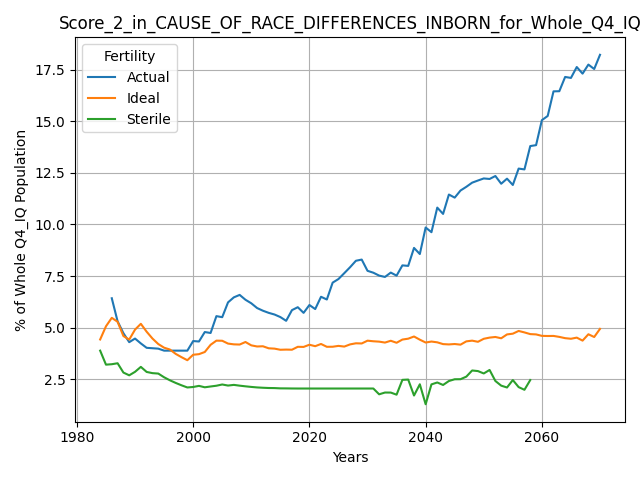 Score_2_in_CAUSE_OF_RACE_DIFFERENCES_INBORN_for_Whole_Q4_IQ
Fertility
Actual
Ideal
Sterile
% of Whole Q4_IQ Population
17.5
15.0
12.5
10.0
7.5
5.0
2.5
1980
2000
2020
2040
2060
Years